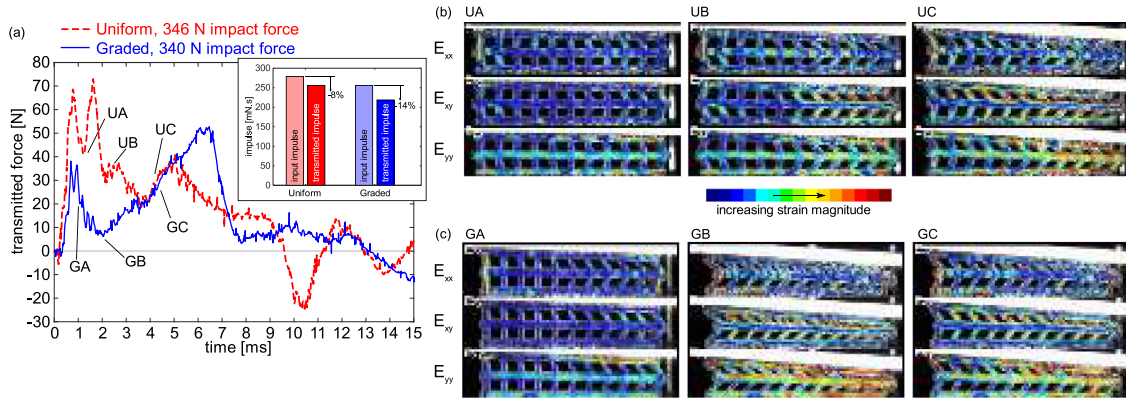 (a)
Uniform, 346 N impact force
Graded, 340 N impact force
transmitted force [N]
80
70
60
50
40
30
20
10
0
-10
-20
-30
0 1 2 3 4 5 6 7 8 9 10 11 12 13 14 15
time [ms]
UA
UB
UC
GA
GB
GC
impulse [mN.s]
300
250
200
150
100
50
0
input impulse
transmitted impulse
-8%
input impulse
transmitted impulse
-14%
Uniform
Graded
(b)
UA
UB
UC
Exx
Exy
Eyy
increasing strain magnitude
(c)
GA
GB
GC
Exx
Exy
Eyy